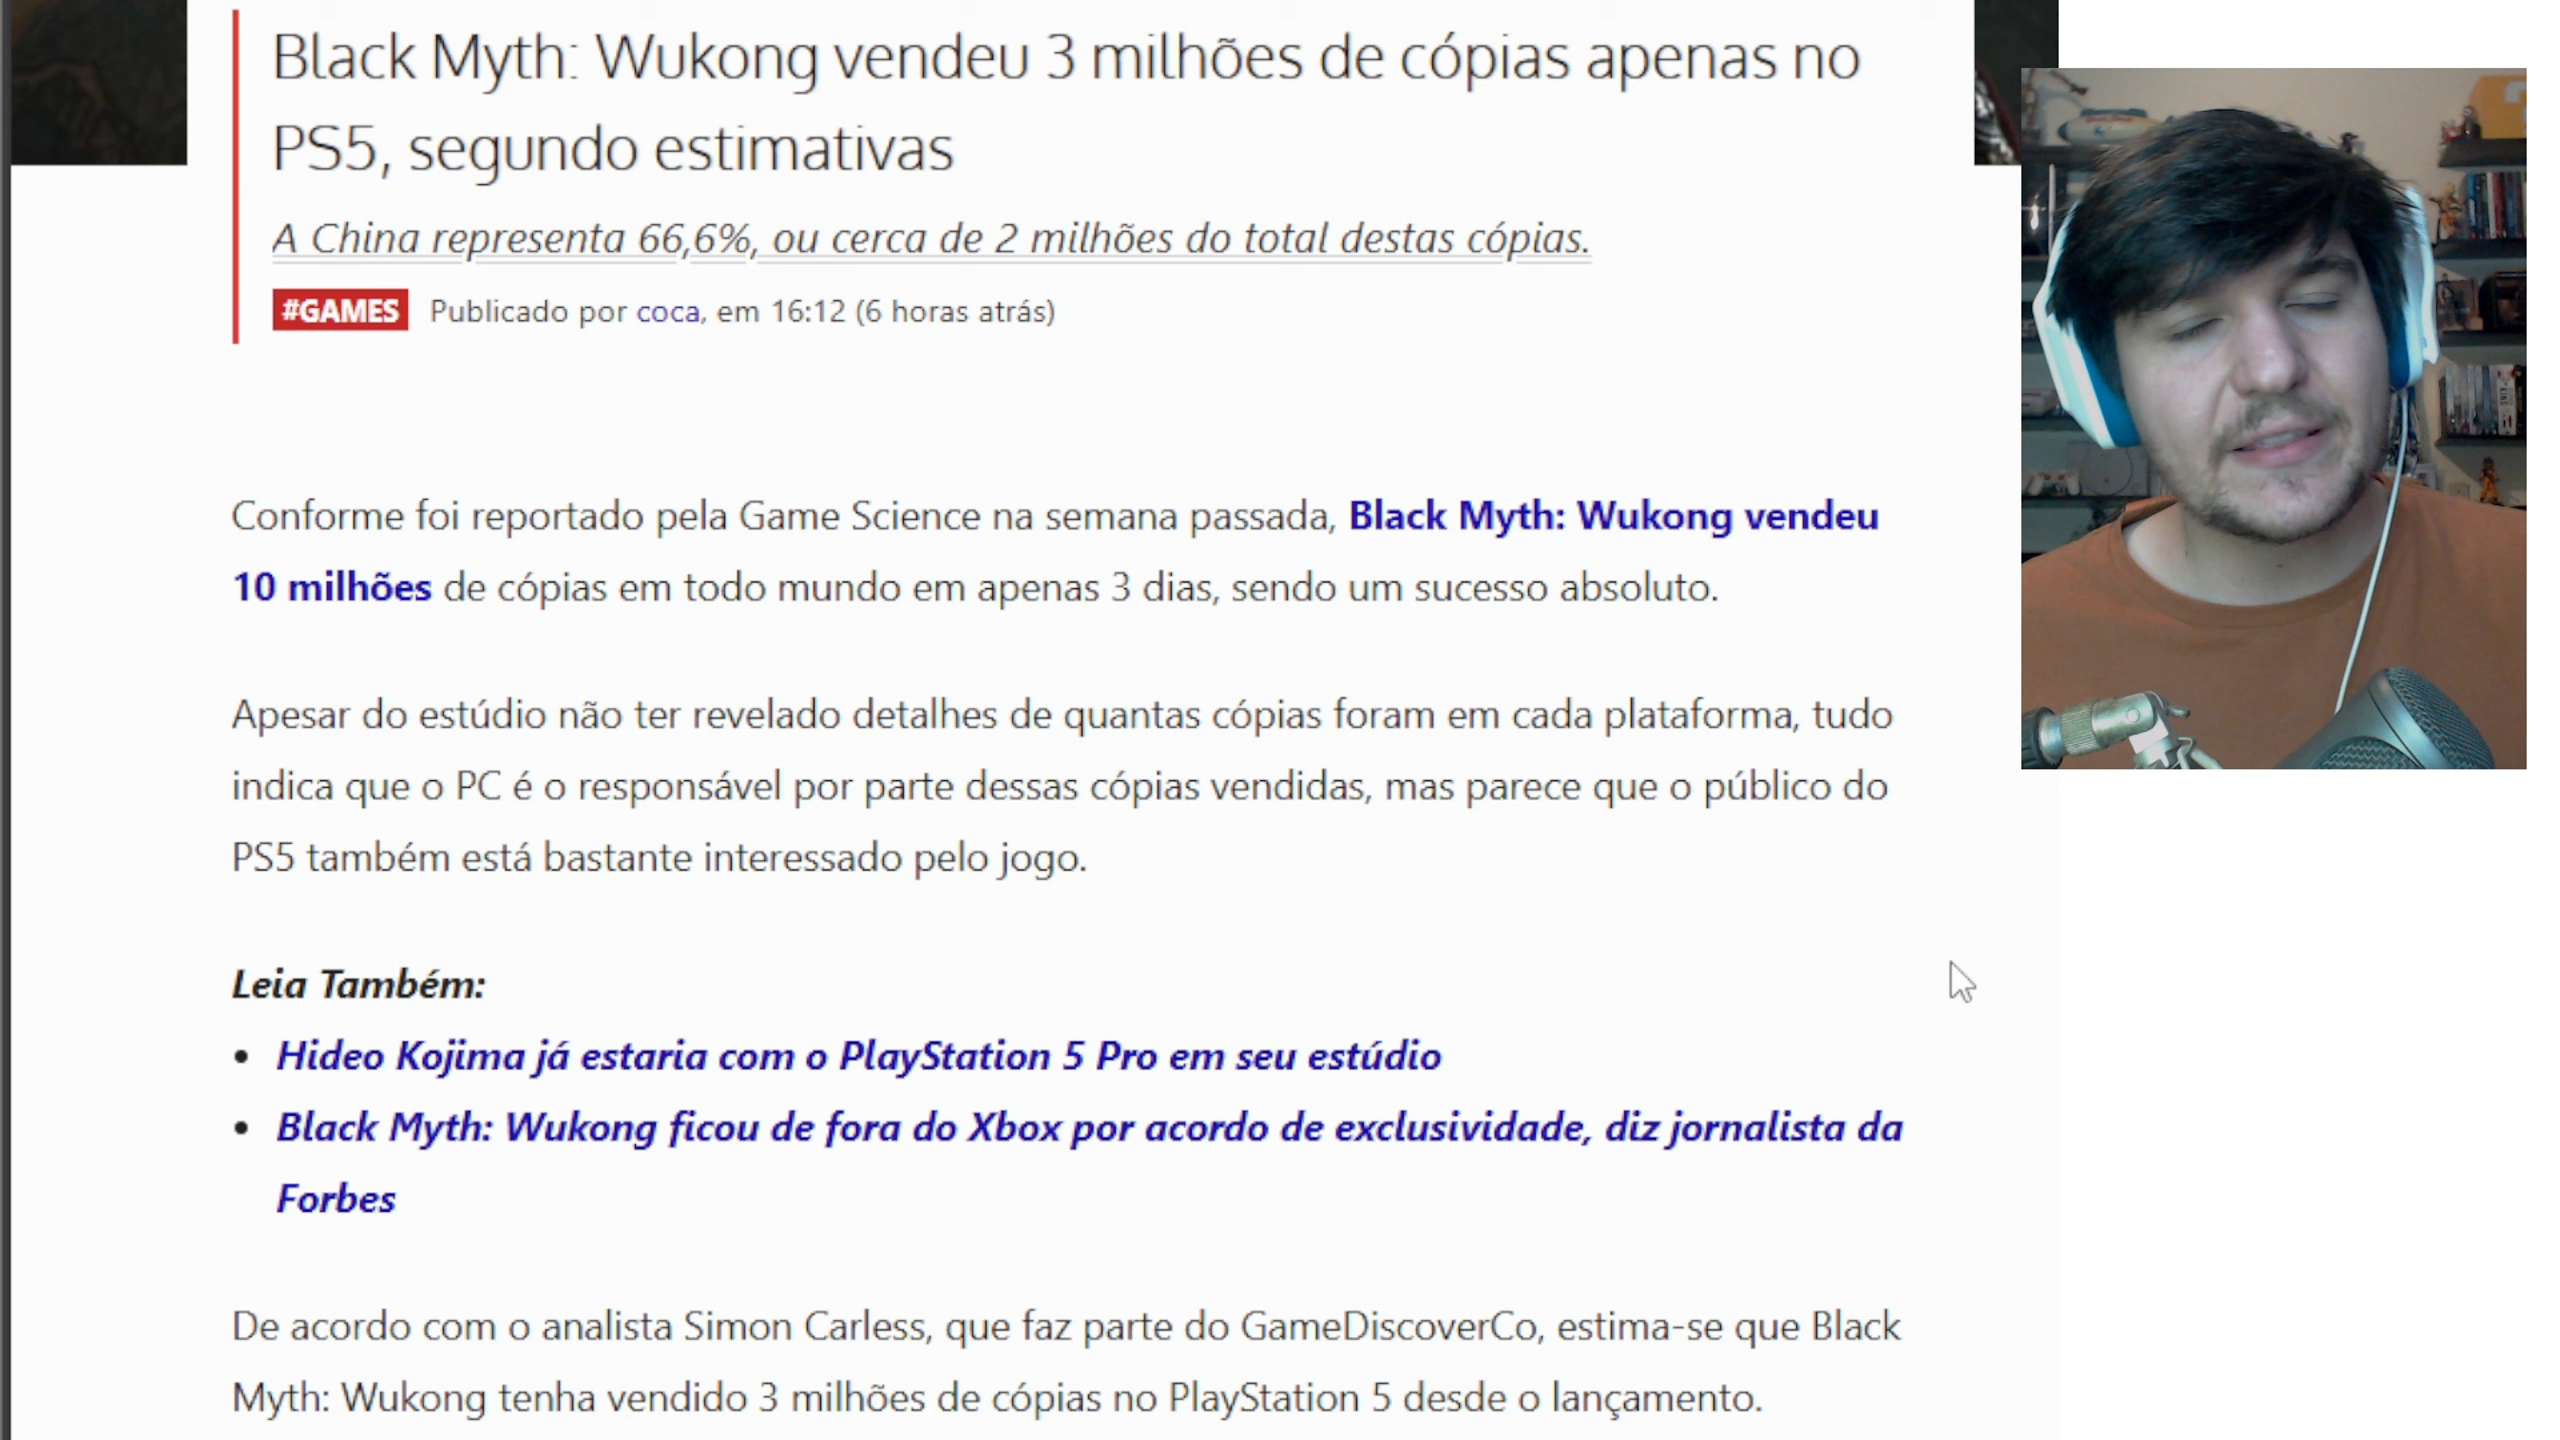 Black Myth: Wukong vendeu 3 milhões de cópias apenas no
PS5, segundo estimativas
A China representa 66,6%, ou cerca de 2 milhões do total destas cópias.
#GAMES Publicado por coca, em 16:12 (6 horas atrás)
Conforme foi reportado pela Game Science na semana passada, Black Myth: Wukong vendeu
10 milhões de cópias em todo mundo em apenas 3 dias, sendo um sucesso absoluto.
Apesar do estúdio não ter revelado detalhes de quantas cópias foram em cada plataforma, tudo
indica que o PC é o responsável por parte dessas cópias vendidas, mas parece que o público do
PS5 também está bastante interessado pelo jogo.
Leia Também:
• Hideo Kojima já estaria com o PlayStation 5 Pro em seu estúdio
• Black Myth: Wukong ficou de fora do Xbox por acordo de exclusividade, diz jornalista da
Forbes
De acordo com o analista Simon Carless, que faz parte do GameDiscoverCo, estima-se que Black
Myth: Wukong tenha vendido 3 milhões de cópias no PlayStation 5 desde o lançamento.